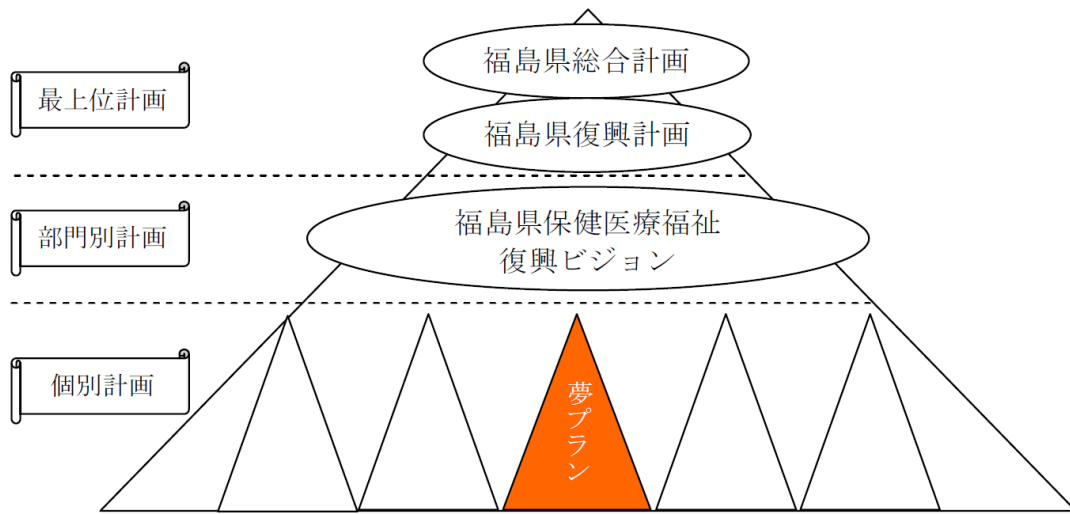 福島県総合計画
最上位計画
福島県復興計画
部門別計画
福島県保健医療福祉
復興ビジョン
個別計画
夢プラン